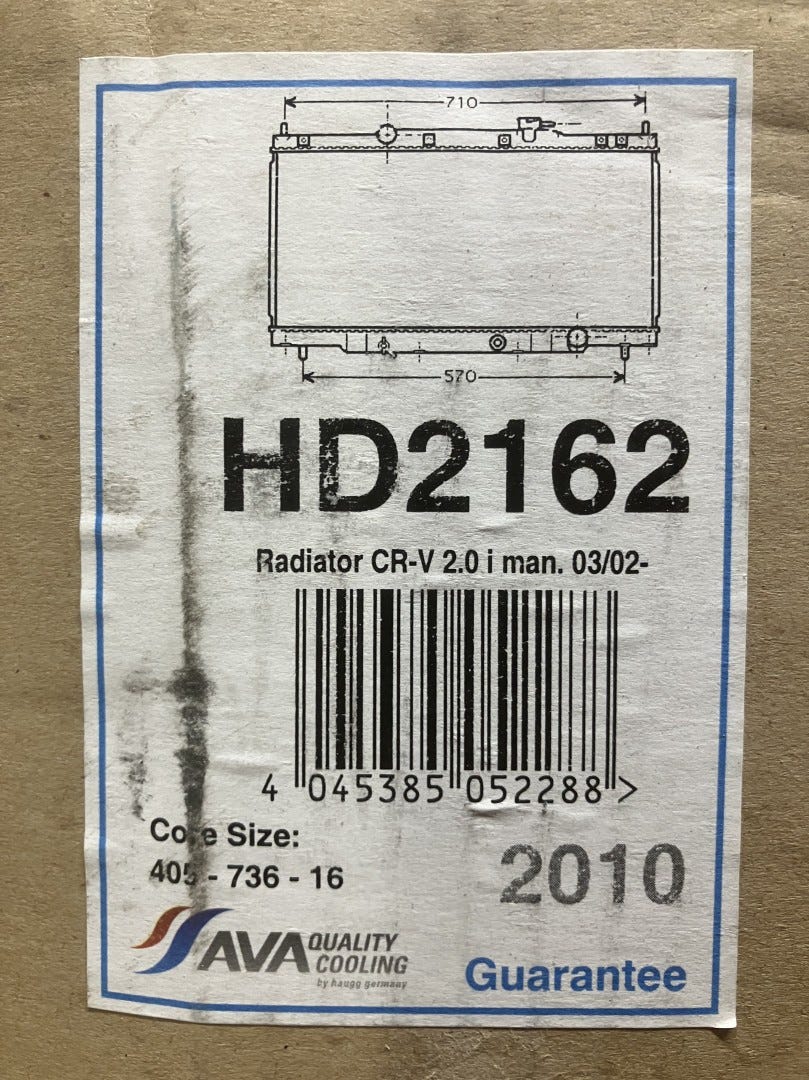 710
570
HD2162
Radiator CR-V 2.0 i man. 03/02-
4 045385 052288 >
Core Size:
405 - 736 - 16
2010
AVA QUALITY
COOLING
by haugg germany
Guarantee